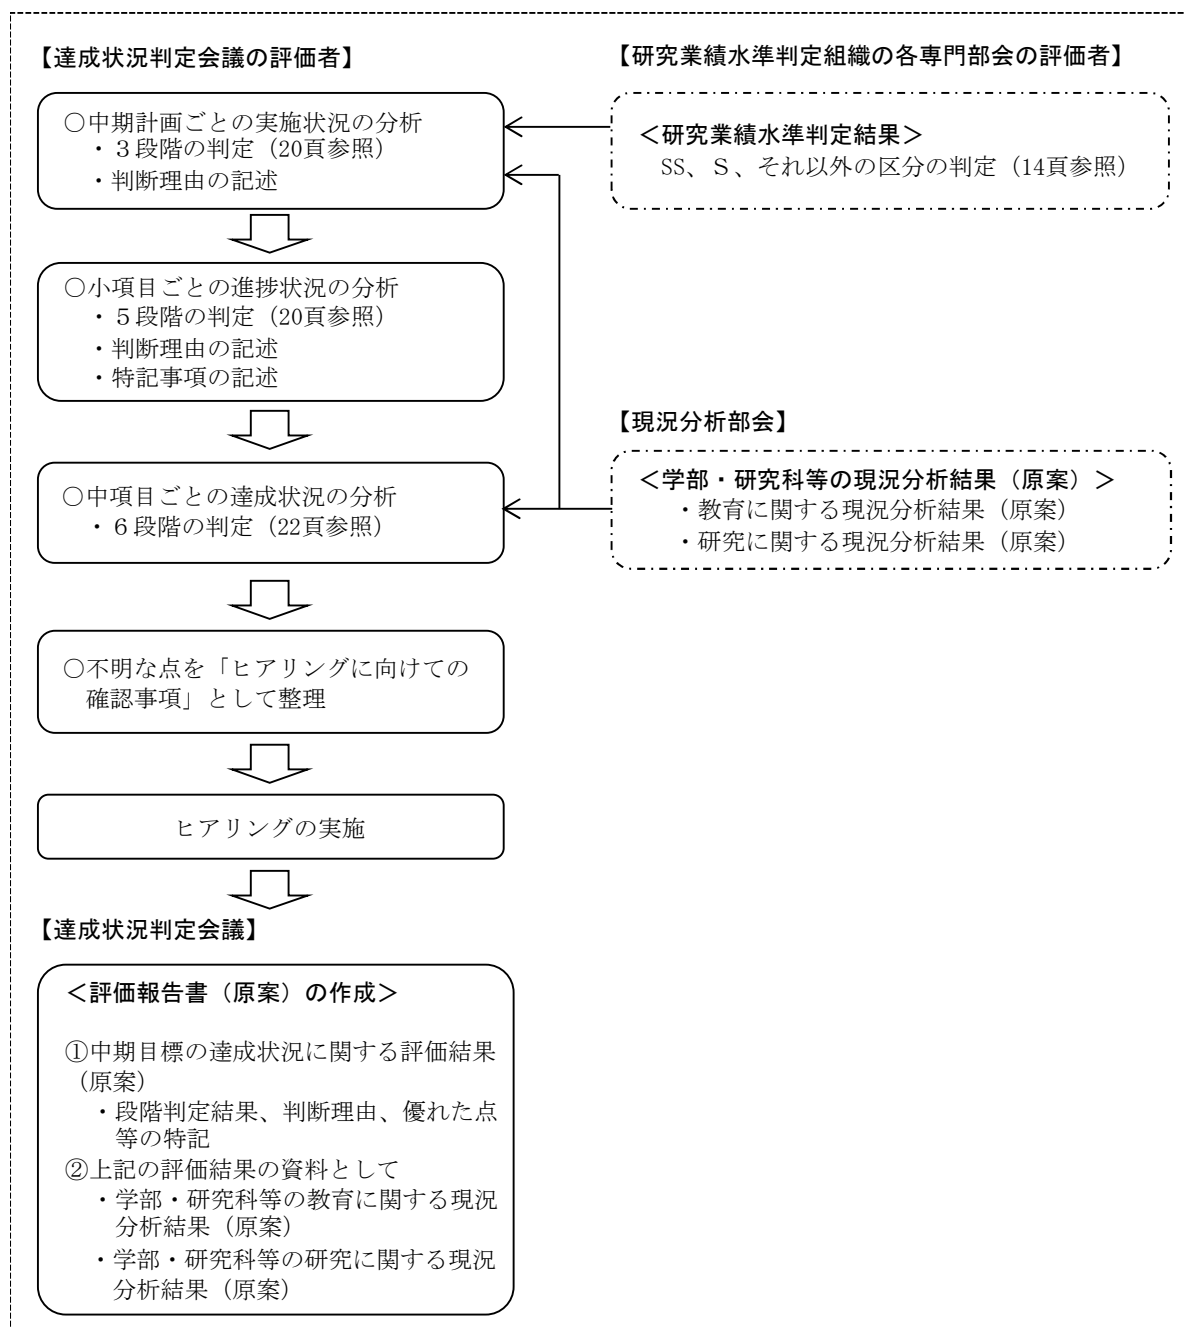 【達成状況判定会議の評価者】
○中期計画ごとの実施状況の分析
・３段階の判定（20頁参照）
・判断理由の記述
○小項目ごとの進捗状況の分析
・５段階の判定（20頁参照）
・判断理由の記述
・特記事項の記述
○中項目ごとの達成状況の分析
・６段階の判定（22頁参照）
○不明な点を「ヒアリングに向けての
確認事項」として整理
ヒアリングの実施
【研究業績水準判定組織の各専門部会の評価者】
＜研究業績水準判定結果＞
SS、Ｓ、それ以外の区分の判定（14頁参照）
【現況分析部会】
＜学部・研究科等の現況分析結果（原案）＞
・教育に関する現況分析結果（原案）
・研究に関する現況分析結果（原案）
【達成状況判定会議】
＜評価報告書（原案）の作成＞
①中期目標の達成状況に関する評価結果
（原案）
・段階判定結果、判断理由、優れた点
等の特記
②上記の評価結果の資料として
・学部・研究科等の教育に関する現況
分析結果（原案）
・学部・研究科等の研究に関する現況
分析結果（原案）